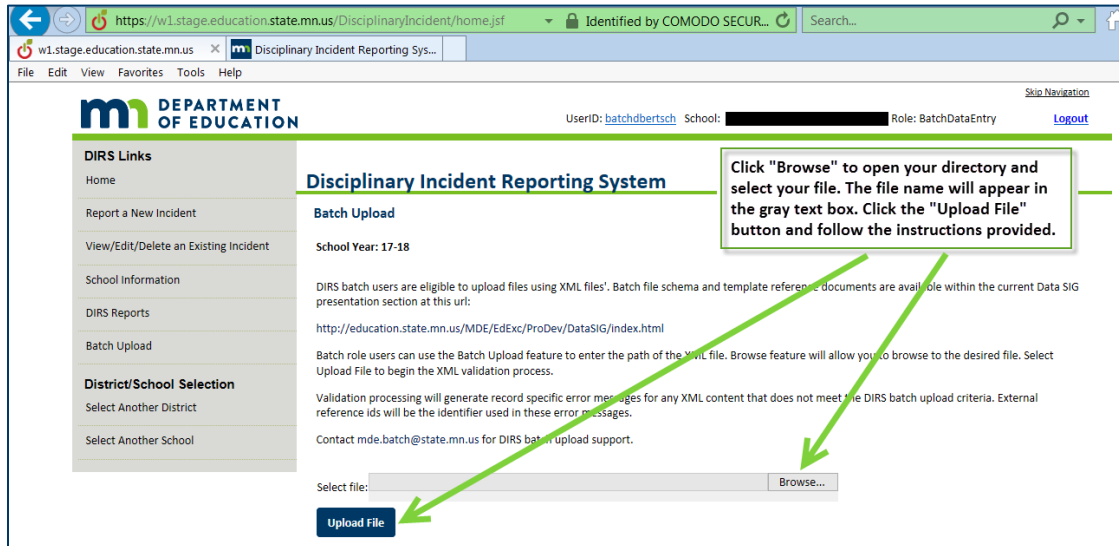 https://w1.stage.education.state.mn.us/DisciplinaryIncident/home.jsf Identified by COMODO SECUR... Search...
w1.stage.education.state.mn.us Disciplinary Incident Reporting Sys...
File Edit View Favorites Tools Help
Skip Navigation
DEPARTMENT
OF EDUCATION
UserID: batchdbertsch School: Role: BatchDataEntry Logout
DIRS Links
Home
Report a New Incident
View/Edit/Delete an Existing Incident
School Information
DIRS Reports
Batch Upload
District/School Selection
Select Another District
Select Another School
Disciplinary Incident Reporting System
Click "Browse" to open your directory and
select your file. The file name will appear in
the gray text box. Click the "Upload File"
button and follow the instructions provided.
Batch Upload
School Year: 17-18
DIRS batch users are eligible to upload files using XML files'. Batch file schema and template reference documents are available within the current Data SIG
presentation section at this url:
http://education.state.mn.us/MDE/EdExc/ProDev/DataSIG/index.html
Batch role users can use the Batch Upload feature to enter the path of the XML file. Browse feature will allow you to browse to the desired file. Select
Upload File to begin the XML validation process.
Validation processing will generate record specific error messages for any XML content that does not meet the DIRS batch upload criteria. External
reference ids will be the identifier used in these error messages.
Contact mde.batch@state.mn.us for DIRS batch upload support.
Select file: Browse...
Upload File